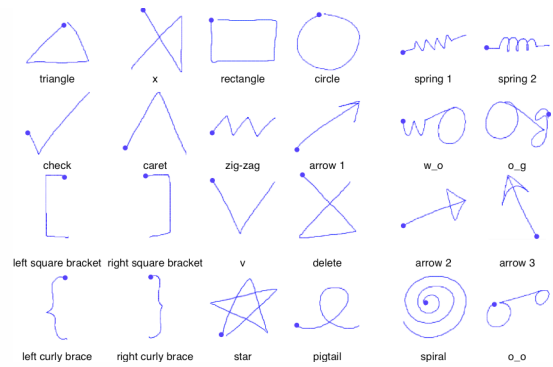 triangle x rectangle circle spring 1 spring 2
check caret zig-zag arrow 1 w_o o_g
left square bracket right square bracket v delete arrow 2 arrow 3
left curly brace right curly brace star pigtail spiral o_o